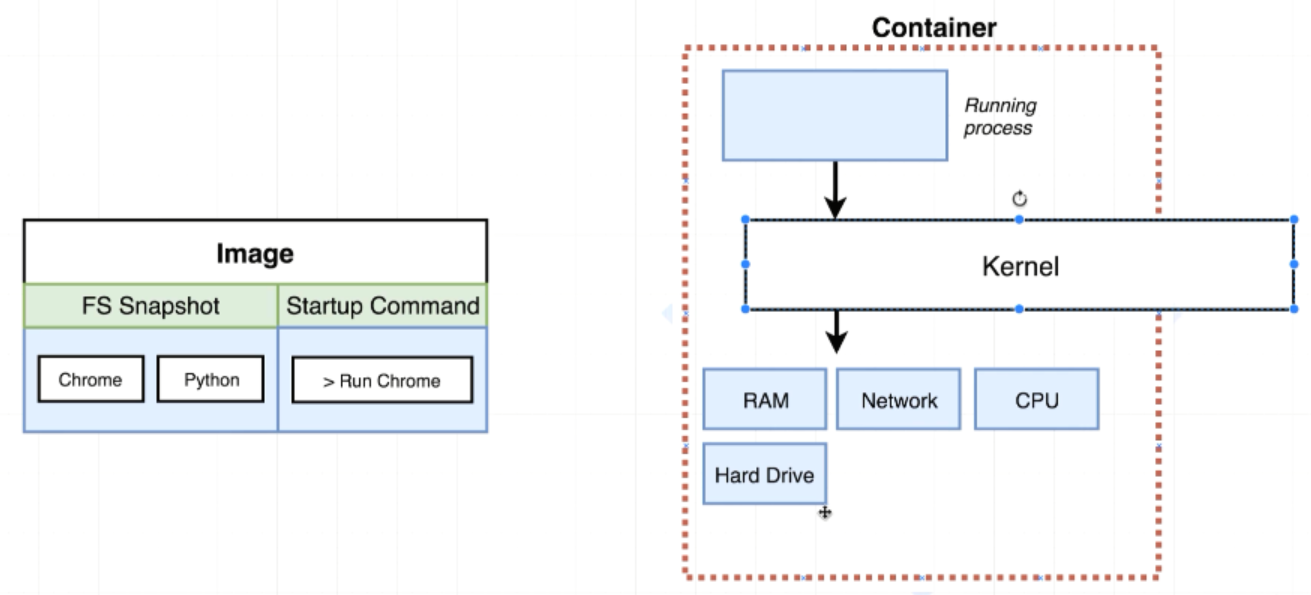 Container
Running
process
Image
Kernel
FS Snapshot
Startup Command
Chrome
Python
> Run Chrome
RAM
Network
CPU
Hard Drive